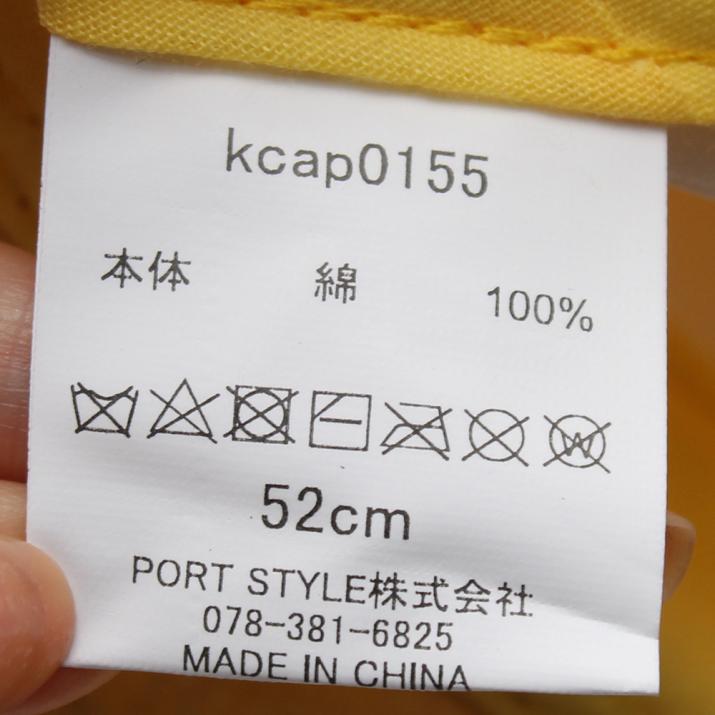 kcap0155
本体 綿 100%
52cm
PORT STYLE株式会社
078-381-6825
MADE IN CHINA